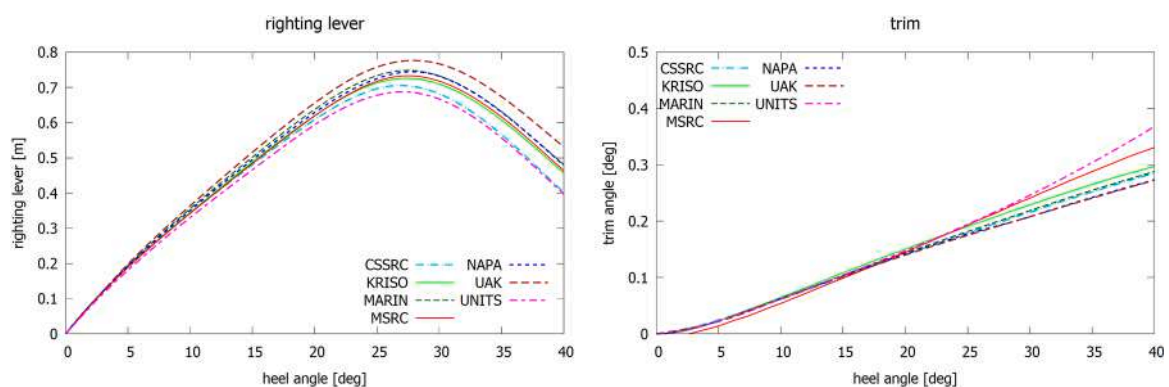 righting lever
righting lever [m]
0.8
0.7
0.6
0.5
0.4
0.3
0.2
0.1
0
CSSRC NAPA
KRISO UAK
MARIN UNITS
MSRC
0 5 10 15 20 25 30 35 40
heel angle [deg]
trim
trim angle [deg]
0.5
0.4
0.3
0.2
0.1
0
CSSRC NAPA
KRISO UAK
MARIN UNITS
MSRC
0 5 10 15 20 25 30 35 40
heel angle [deg]